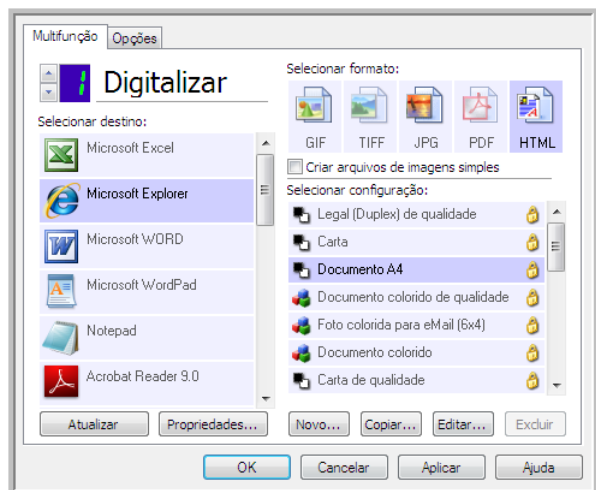 Multifunção
Opções
1 Digitalizar
Selecionar destino:
Microsoft Excel
Microsoft Explorer
Microsoft WORD
Microsoft WordPad
Notepad
Acrobat Reader 9.0
Atualizar
Propriedades...
Selecionar formato:
GIF
TIFF
JPG
PDF
HTML
Criar arquivos de imagens simples
Selecionar configuração:
Legal (Duplex) de qualidade
Carta
Documento A4
Documento colorido de qualidade
Foto colorida para eMail (6x4)
Documento colorido
Carta de qualidade
Novo...
Copiar...
Editar...
Excluir
OK
Cancelar
Aplicar
Ajuda